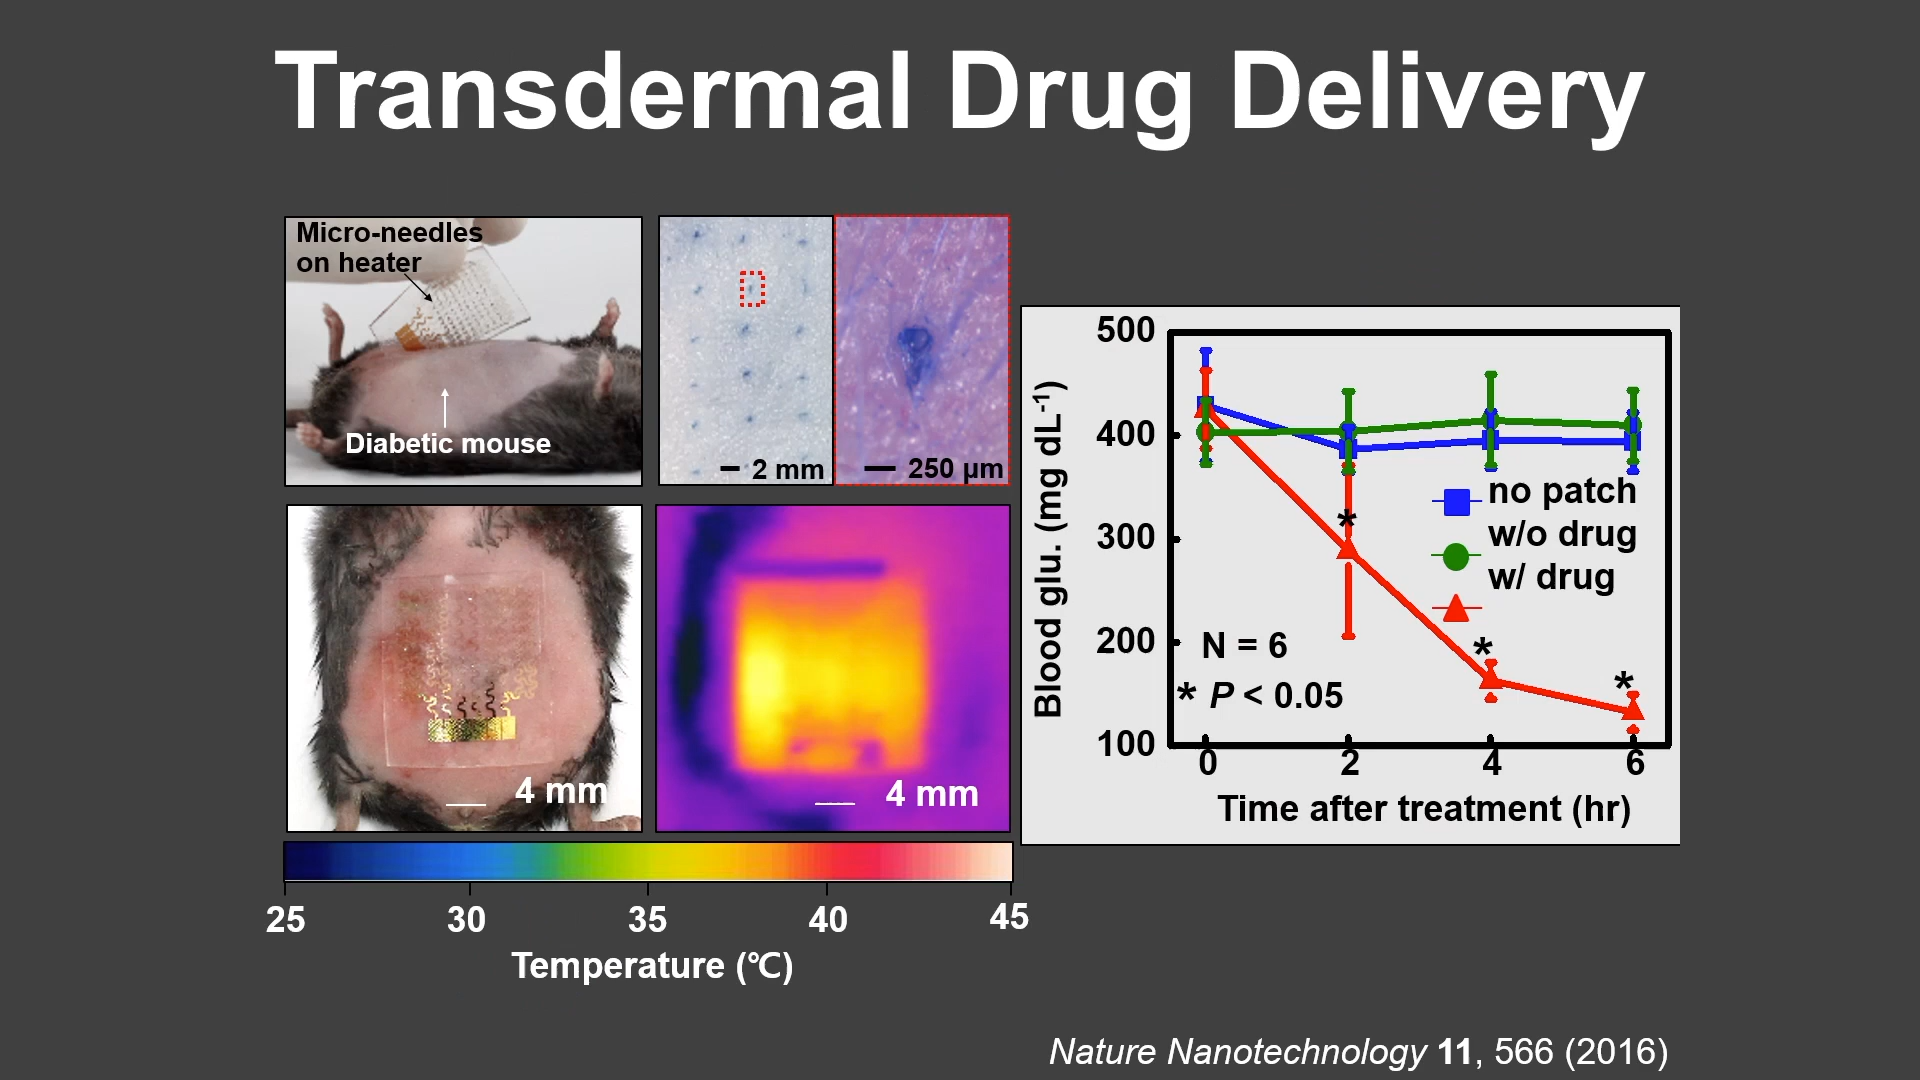 Transdermal Drug Delivery
Micro-needles
on heater
Diabetic mouse
2 mm
250 μm
4 mm
4 mm
25
30
35
40
45
Temperature (℃)
500
400
300
200
100
Blood glu. (mg dL-1)
no patch
w/o drug
w/ drug
*
*
*
N = 6
* P < 0.05
0
2
4
6
Time after treatment (hr)
Nature Nanotechnology 11, 566 (2016)